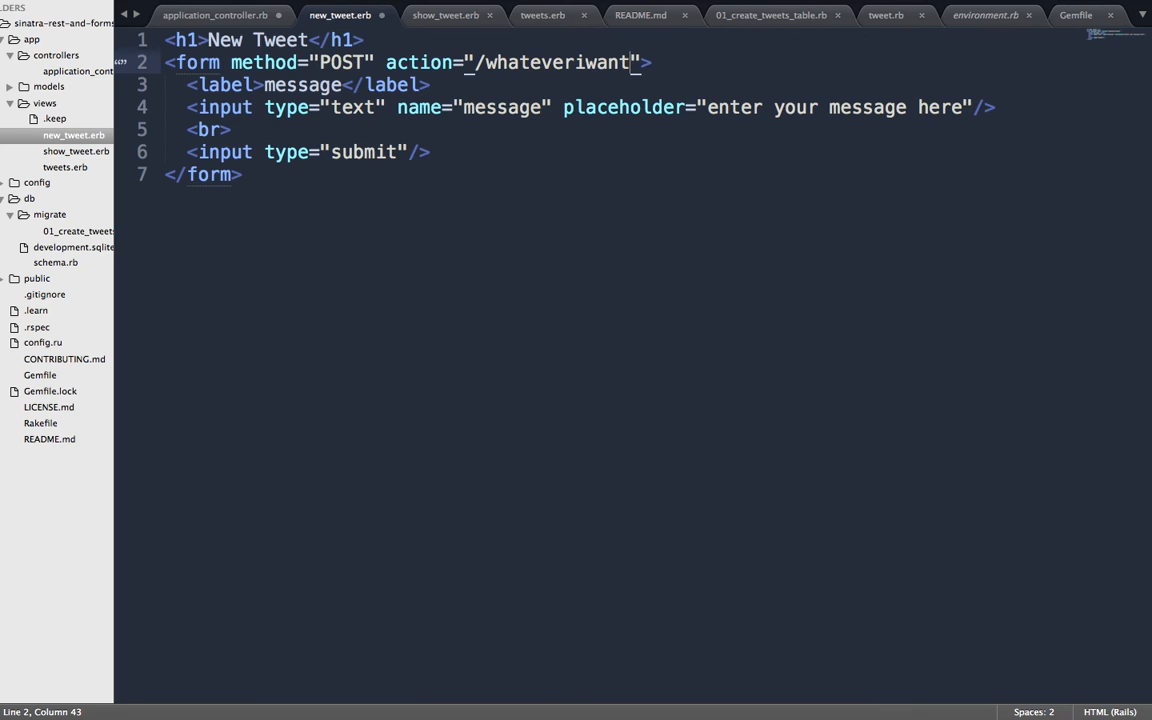 LDERS
sinatra-rest-and-forms
app
controllers
application_cont
models
views
.keep
new_tweet.erb
show_tweet.erb
tweets.erb
config
db
migrate
01_create_tweets
development.sqlite
schema.rb
public
.gitignore
.learn
.rspec
config.ru
CONTRIBUTING.md
Gemfile
Gemfile.lock
LICENSE.md
Rakefile
README.md
application_controller.rb
new_tweet.erb
show_tweet.erb
tweets.erb
README.md
01_create_tweets_table.rb
tweet.rb
environment.rb
Gemfile
1 <h1>New Tweet</h1>
2 <form method="POST" action="/whateveriwant">
3 <label>message</label>
4 <input type="text" name="message" placeholder="enter your message here"/>
5 <br>
6 <input type="submit"/>
7 </form>
Line 2, Column 43
Spaces: 2
HTML (Rails)